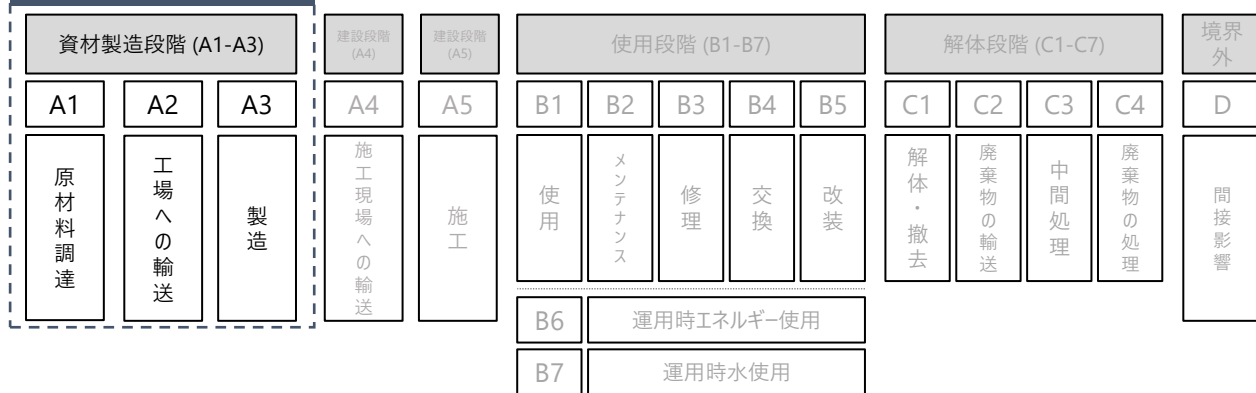 資材製造段階 (A1-A3)
建設段階
(A4)
建設段階
(A5)
使用段階 (B1-B7)
解体段階 (C1-C7)
境界
外
A1
A2
A3
A4
A5
B1
B2
B3
B4
B5
C1
C2
C3
C4
D
原材料調達
工場への輸送
製造
施工現場への輸送
施工
使用
メンテナンス
修理
交換
改装
解体・撤去
廃棄物の輸送
中間処理
廃棄物の処理
間接影響
B6
運用時エネルギー使用
B7
運用時水使用